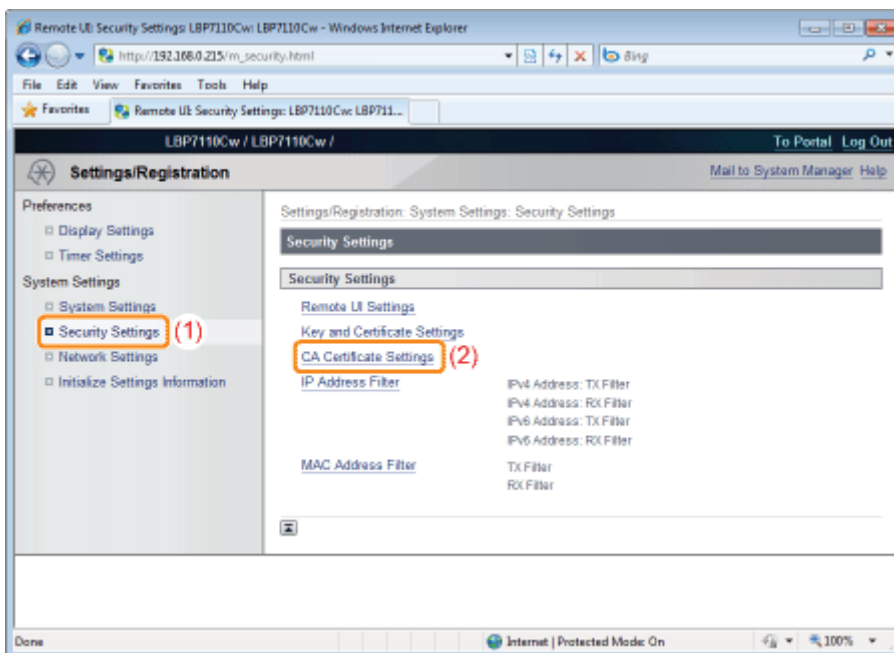 Remote UI: Security Settings: LBP7110Cw: LBP7110Cw - Windows Internet Explorer
http://192.168.0.215/m_security.html
Bing
File Edit View Favorites Tools Help
Favorites Remote UI: Security Settings: LBP7110Cw: LBP711...
LBP7110Cw / LBP7110Cw /
To Portal Log Out
Settings/Registration
Mail to System Manager Help
Preferences
Display Settings
Timer Settings
System Settings
System Settings
Security Settings (1)
Network Settings
Initialize Settings Information
Settings/Registration: System Settings: Security Settings
Security Settings
Security Settings
Remote UI Settings
Key and Certificate Settings
CA Certificate Settings (2)
IP Address Filter IPv4 Address: TX Filter
IPv4 Address: RX Filter
IPv6 Address: TX Filter
IPv6 Address: RX Filter
MAC Address Filter TX Filter
RX Filter
Done Internet | Protected Mode: On 100%